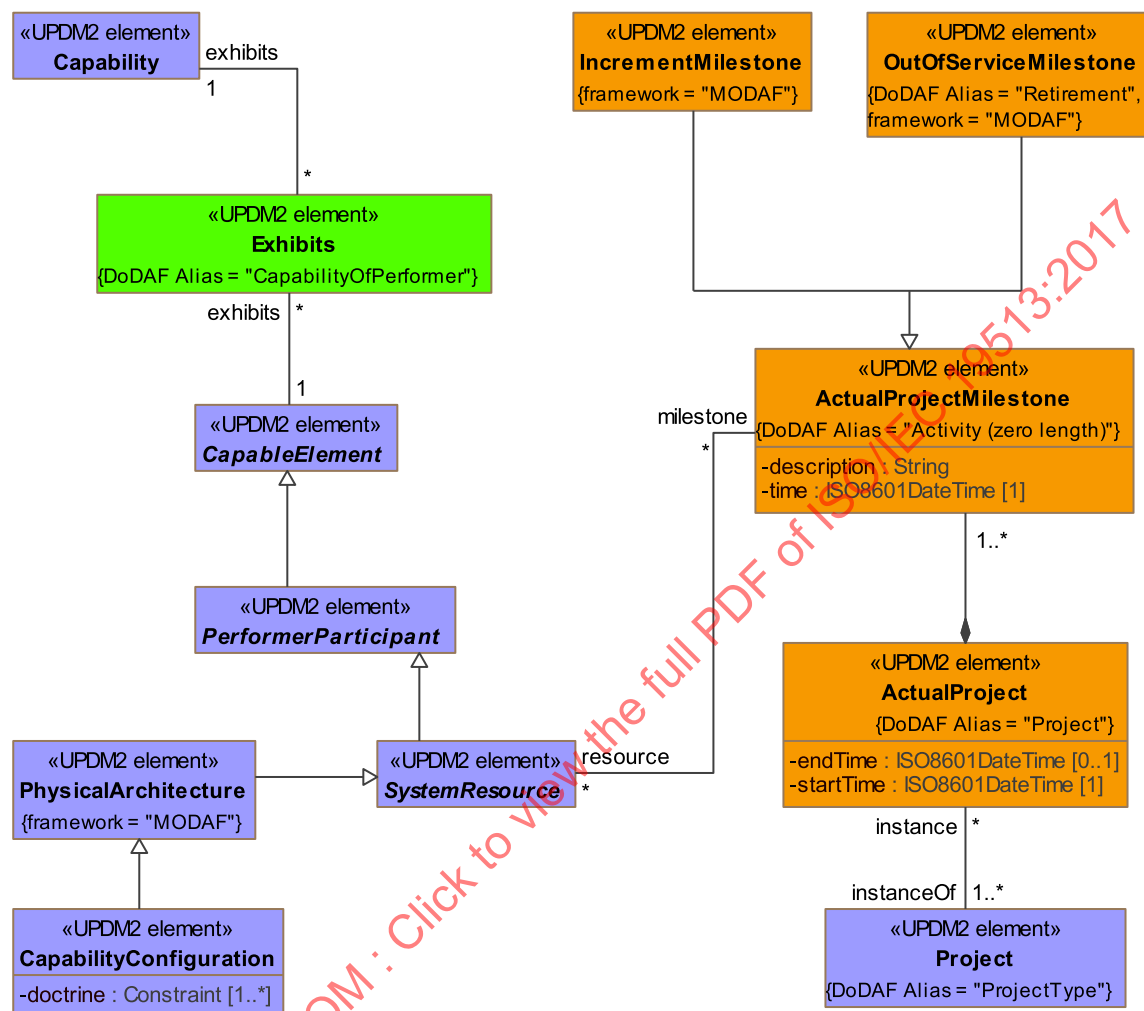 «UPDM2 element»
Capability
exhibits
1
*
«UPDM2 element»
Exhibits
{DoDAF Alias = "CapabilityOfPerformer"}
exhibits
*
1
«UPDM2 element»
CapableElement
«UPDM2 element»
PerformerParticipant
«UPDM2 element»
PhysicalArchitecture
{framework = "MODAF"}
«UPDM2 element»
SystemResource
resource
*
«UPDM2 element»
CapabilityConfiguration
-doctrine : Constraint [1..*]
«UPDM2 element»
IncrementMilestone
{framework = "MODAF"}
«UPDM2 element»
OutOfServiceMilestone
{DoDAF Alias = "Retirement",
framework = "MODAF"}
milestone
*
«UPDM2 element»
ActualProjectMilestone
{DoDAF Alias = "Activity (zero length)"}
-description : String
-time : ISO8601DateTime [1]
1..*
«UPDM2 element»
ActualProject
{DoDAF Alias = "Project"}
-endTime : ISO8601DateTime [0..1]
-startTime : ISO8601DateTime [1]
instance
*
instanceOf
1..*
«UPDM2 element»
Project
{DoDAF Alias = "ProjectType"}
OM : Click to view the full PDF of ISO/IEC 19513:2017